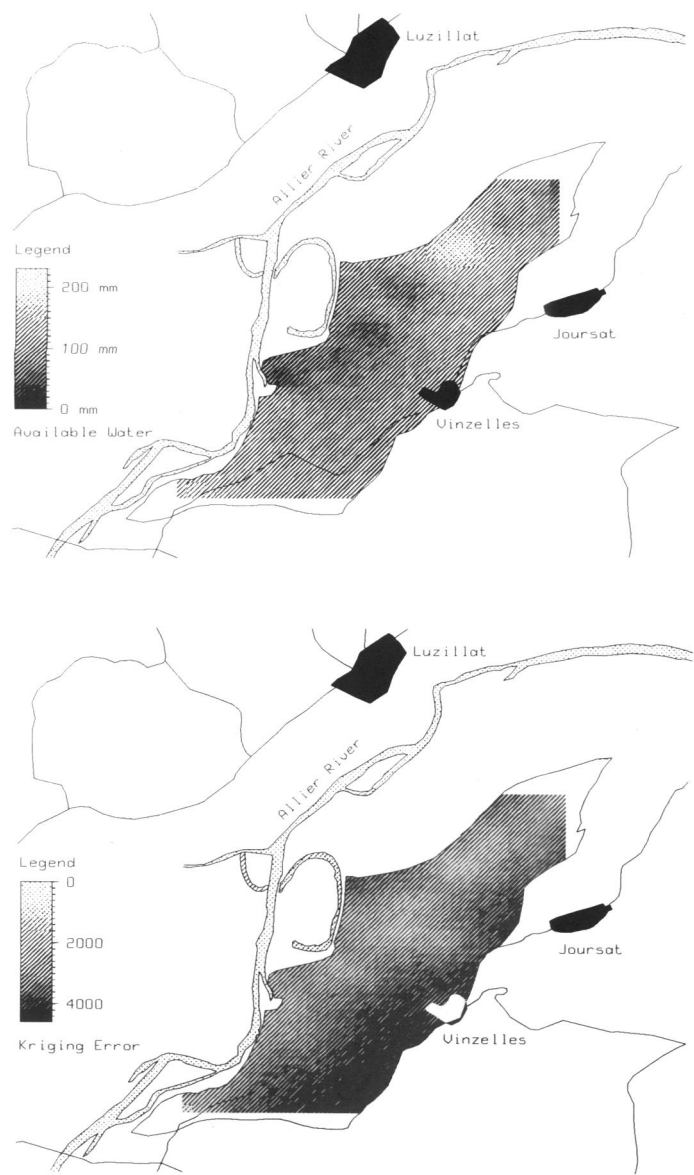 Luzillat
Allier River
Legend
200 mm
100 mm
0 mm
Available Water
Joursat
Vinzelles
Luzillat
Allier River
Legend
0
2000
4000
Kriging Error
Joursat
Vinzelles